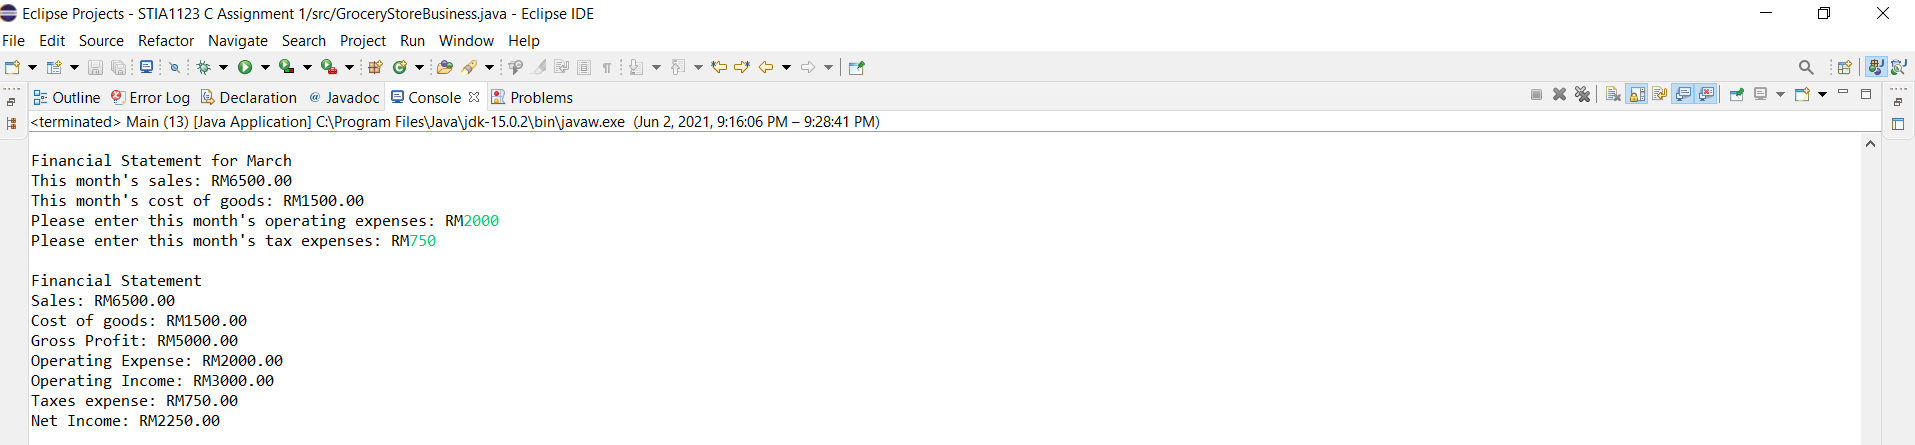 Eclipse Projects - STIA1123 C Assignment 1/src/GroceryStoreBusiness.java - Eclipse IDE
File Edit Source Refactor Navigate Search Project Run Window Help
Outline Error Log Declaration @ Javadoc Console Problems
<terminated> Main (13) [Java Application] C:\Program Files\Java\jdk-15.0.2\bin\javaw.exe (Jun 2, 2021, 9:16:06 PM – 9:28:41 PM)
Financial Statement for March
This month's sales: RM6500.00
This month's cost of goods: RM1500.00
Please enter this month's operating expenses: RM2000
Please enter this month's tax expenses: RM750
Financial Statement
Sales: RM6500.00
Cost of goods: RM1500.00
Gross Profit: RM5000.00
Operating Expense: RM2000.00
Operating Income: RM3000.00
Taxes expense: RM750.00
Net Income: RM2250.00